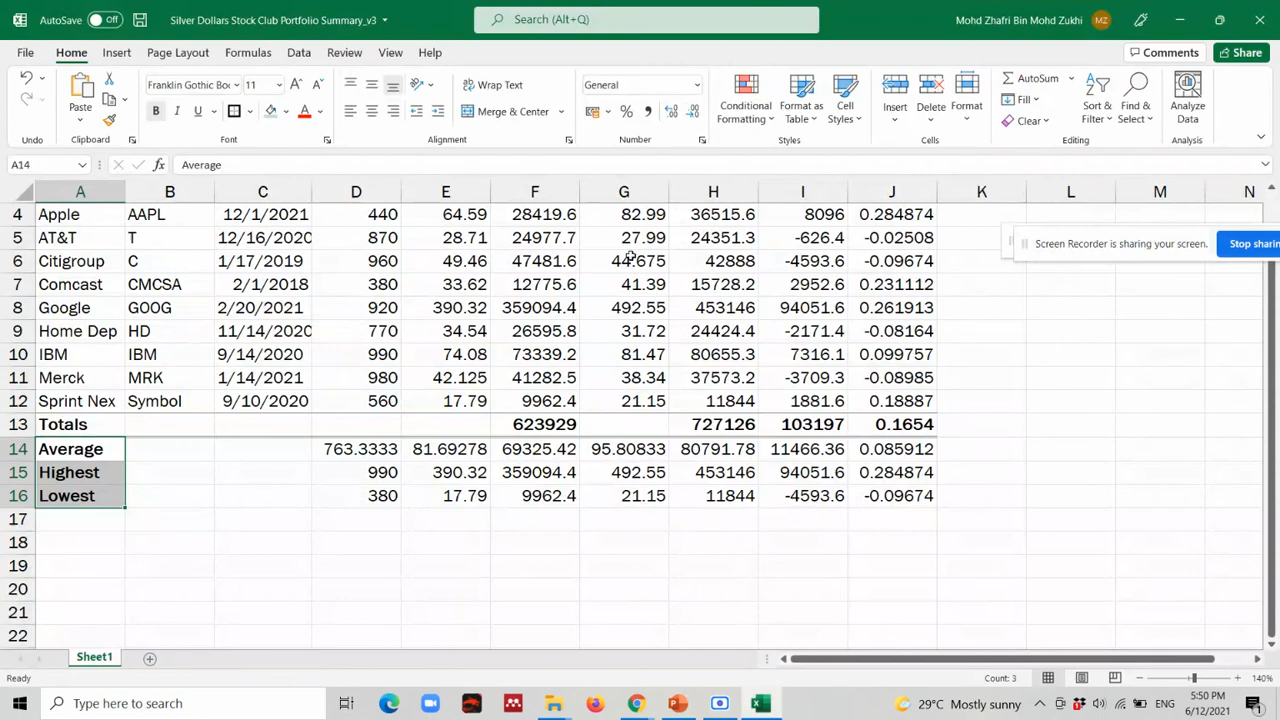 AutoSave Off Silver Dollars Stock Club Portfolio Summary_v3 Search (Alt+Q) Mohd Zhafri Bin Mohd Zukhi MZ
File Home Insert Page Layout Formulas Data Review View Help Comments Share
Franklin Gothic Bo 11 Wrap Text General AutoSum
Paste Conditional Formatting Format as Table Cell Styles Insert Delete Format Sort & Filter Find & Select Analyze Data
B I U A Merge & Center % Fill
Clear
Undo Clipboard Font Alignment Number Styles Cells Editing Analysis
A14 fx Average
A B C D E F G H I J K L M N
4 Apple AAPL 12/1/2021 440 64.59 28419.6 82.99 36515.6 8096 0.284874
5 AT&T T 12/16/2020 870 28.71 24977.7 27.99 24351.3 -626.4 -0.02508
Screen Recorder is sharing your screen. Stop sharin
6 Citigroup C 1/17/2019 960 49.46 47481.6 44.675 42888 -4593.6 -0.09674
7 Comcast CMCSA 2/1/2018 380 33.62 12775.6 41.39 15728.2 2952.6 0.231112
8 Google GOOG 2/20/2021 920 390.32 359094.4 492.55 453146 94051.6 0.261913
9 Home Dep HD 11/14/2020 770 34.54 26595.8 31.72 24424.4 -2171.4 -0.08164
10 IBM IBM 9/14/2020 990 74.08 73339.2 81.47 80655.3 7316.1 0.099757
11 Merck MRK 1/14/2021 980 42.125 41282.5 38.34 37573.2 -3709.3 -0.08985
12 Sprint Nex Symbol 9/10/2020 560 17.79 9962.4 21.15 11844 1881.6 0.18887
13 Totals 623929 727126 103197 0.1654
14 Average 763.3333 81.69278 69325.42 95.80833 80791.78 11466.36 0.085912
15 Highest 990 390.32 359094.4 492.55 453146 94051.6 0.284874
16 Lowest 380 17.79 9962.4 21.15 11844 -4593.6 -0.09674
17
18
19
20
21
22
Sheet1
Ready Count: 3 140%
Type here to search 29°C Mostly sunny ENG 5:50 PM
6/12/2021 1